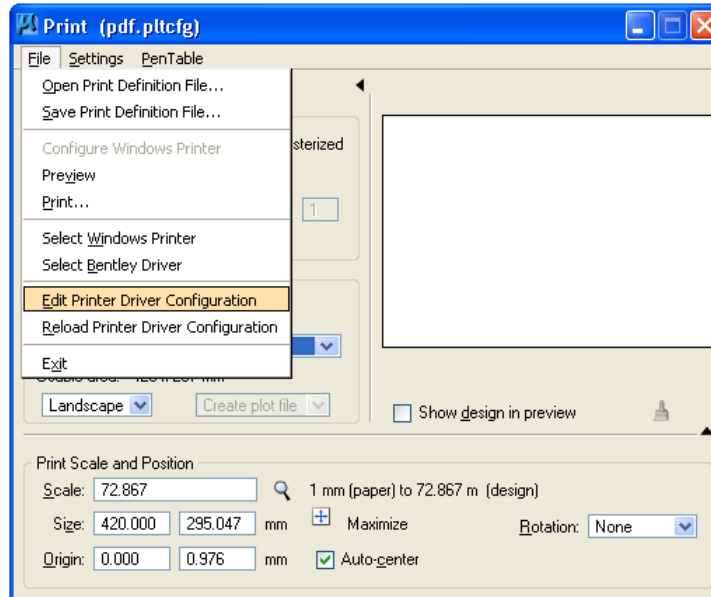 Print (pdf.pltcfg)
File Settings PenTable
Open Print Definition File...
Save Print Definition File...
Configure Windows Printer
sterized
Preview
Print...
1
Select Windows Printer
Select Bentley Driver
Edit Printer Driver Configuration
Reload Printer Driver Configuration
Exit
Landscape Create plot file Show design in preview
Print Scale and Position
Scale: 72.867 1 mm (paper) to 72.867 m (design)
Size: 420.000 295.047 mm Maximize Rotation: None
Origin: 0.000 0.976 mm Auto-center